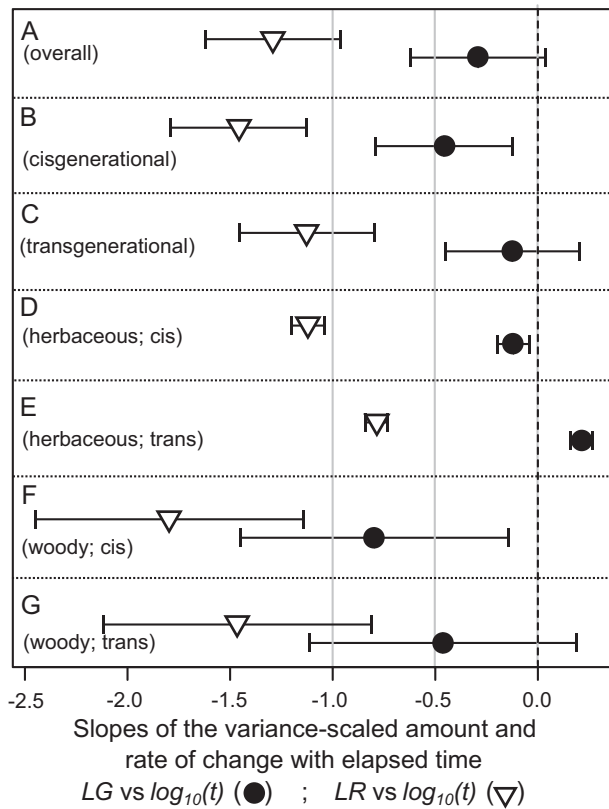 A
(overall)
B
(cisgenerational)
C
(transgenerational)
D
(herbaceous; cis)
E
(herbaceous; trans)
F
(woody; cis)
G
(woody; trans)
-2.5 -2.0 -1.5 -1.0 -0.5 0.0
Slopes of the variance-scaled amount and
rate of change with elapsed time
LG vs log10(t) (●) ; LR vs log10(t) (▽)